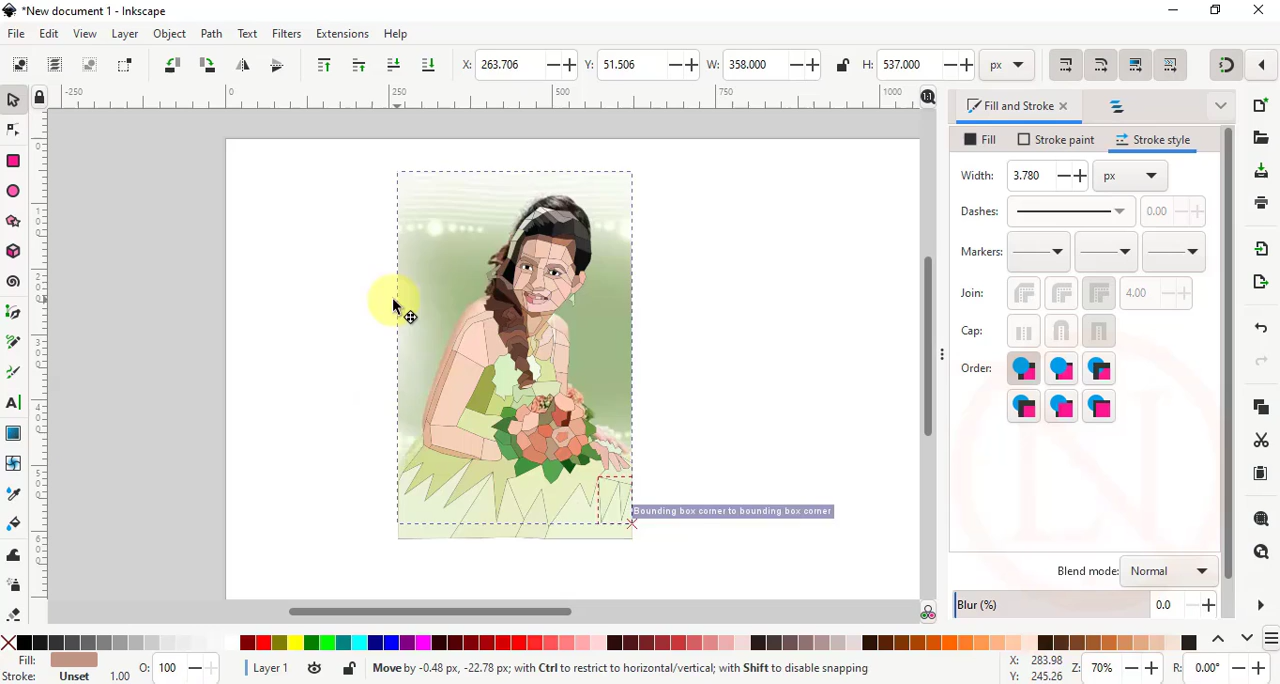 *New document 1 - Inkscape
File Edit View Layer Object Path Text Filters Extensions Help
X: 263.706 Y: 51.506 W: 358.000 H: 537.000 px
-250 0 250 500 750 1000
Fill and Stroke
Fill Stroke paint Stroke style
Width: 3.780 px
Dashes: 0.00
Markers:
Join: 4.00
Cap:
Order:
Bounding box corner to bounding box corner
Blend mode: Normal
Blur (%) 0.0
Fill: O: 100 Layer 1 Move by -0.48 px, -22.78 px; with Ctrl to restrict to horizontal/vertical; with Shift to disable snapping X: 283.98 Z: 70% R: 0.00°
Stroke: Unset 1.00 Y: 245.26